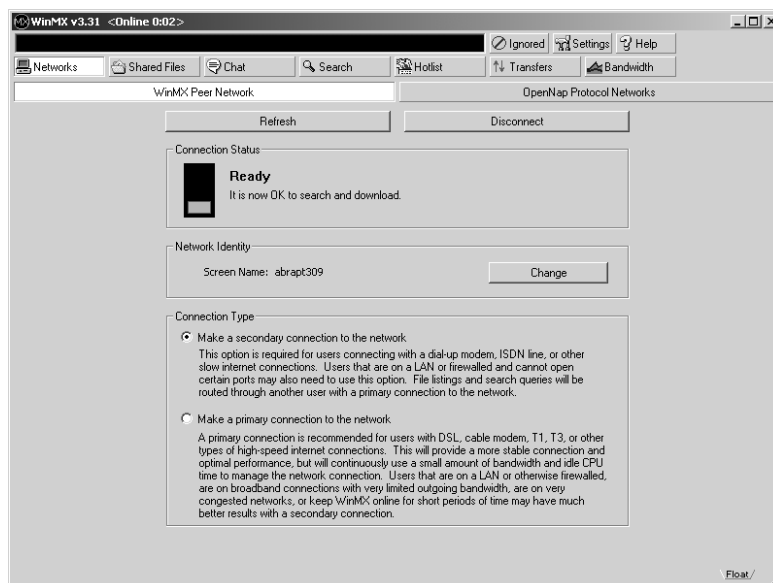 WinMX v3.31 <Online 0:02>
Ignored Settings ? Help
Networks Shared Files Chat Search Hotlist Transfers Bandwidth
WinMX Peer Network OpenNap Protocol Networks
Refresh Disconnect
Connection Status
Ready
It is now OK to search and download.
Network Identity
Screen Name: abrapt309 Change
Connection Type
Make a secondary connection to the network
This option is required for users connecting with a dial-up modem, ISDN line, or other
slow internet connections. Users that are on a LAN or firewalled and cannot open
certain ports may also need to use this option. File listings and search queries will be
routed through another user with a primary connection to the network.
Make a primary connection to the network
A primary connection is recommended for users with DSL, cable modem, T1, T3, or other
types of high-speed internet connections. This will provide a more stable connection and
optimal performance, but will continuously use a small amount of bandwidth and idle CPU
time to manage the network connection. Users that are on a LAN or otherwise firewalled,
are on broadband connections with very limited outgoing bandwidth, are on very
congested networks, or keep WinMX online for short periods of time may have much
better results with a secondary connection.
\Float/